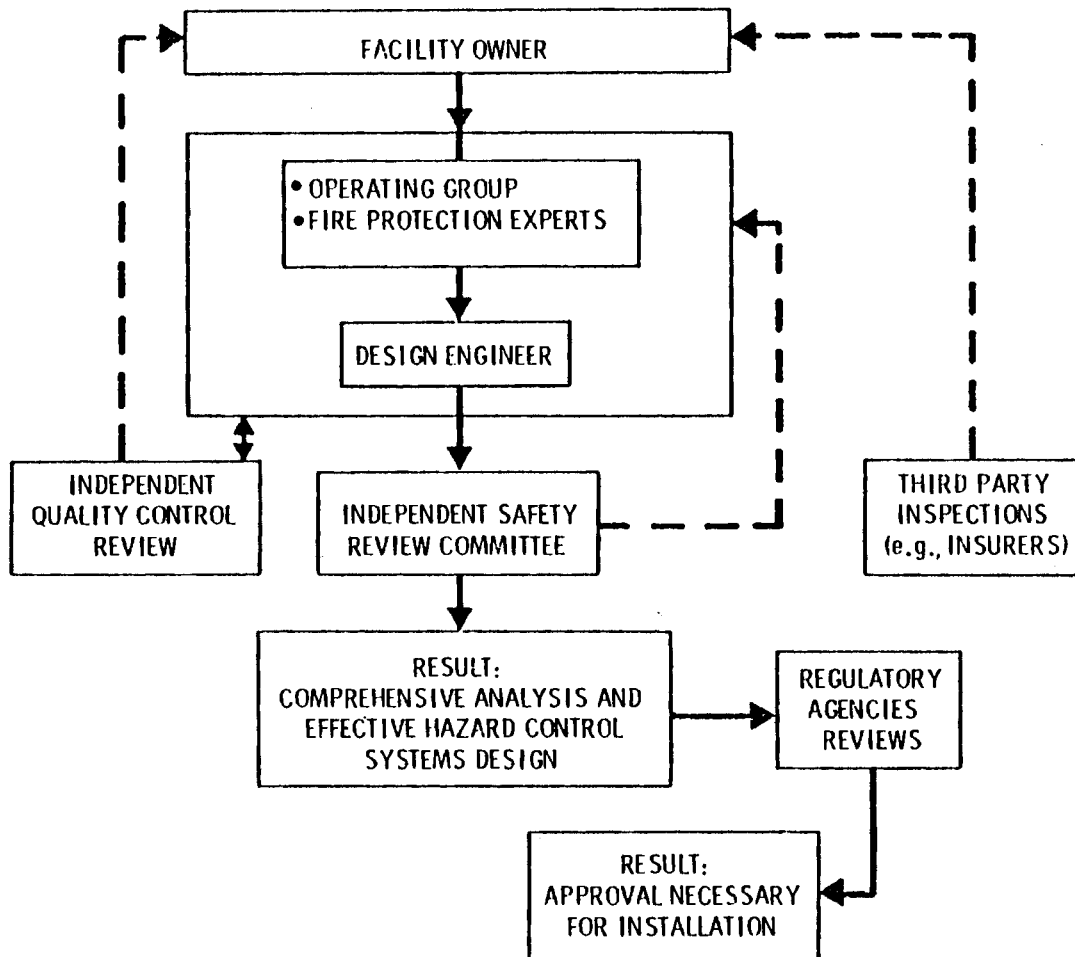 FACILITY OWNER
• OPERATING GROUP
• FIRE PROTECTION EXPERTS
DESIGN ENGINEER
INDEPENDENT
QUALITY CONTROL
REVIEW
INDEPENDENT SAFETY
REVIEW COMMITTEE
THIRD PARTY
INSPECTIONS
(e.g., INSURERS)
RESULT:
COMPREHENSIVE ANALYSIS AND
EFFECTIVE HAZARD CONTROL
SYSTEMS DESIGN
REGULATORY
AGENCIES
REVIEWS
RESULT:
APPROVAL NECESSARY
FOR INSTALLATION